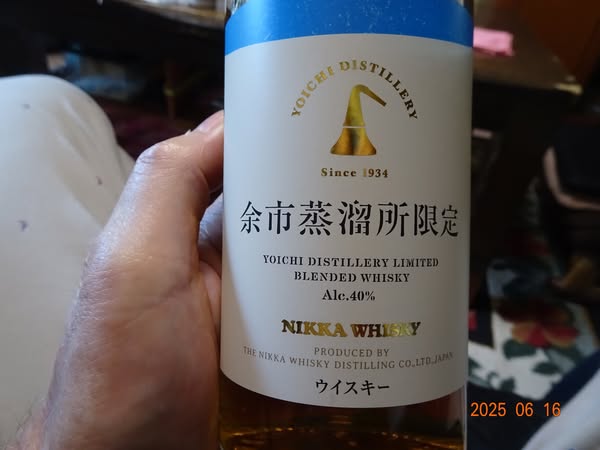 YOICHI DISTILLERY
Since 1934
余市蒸溜所限定
YOICHI DISTILLERY LIMITED
BLENDED WHISKY
Alc.40%
NIKKA WHISKY
PRODUCED BY
THE NIKKA WHISKY DISTILLING CO.,LTD.,JAPAN
ウイスキー
2025 06 16